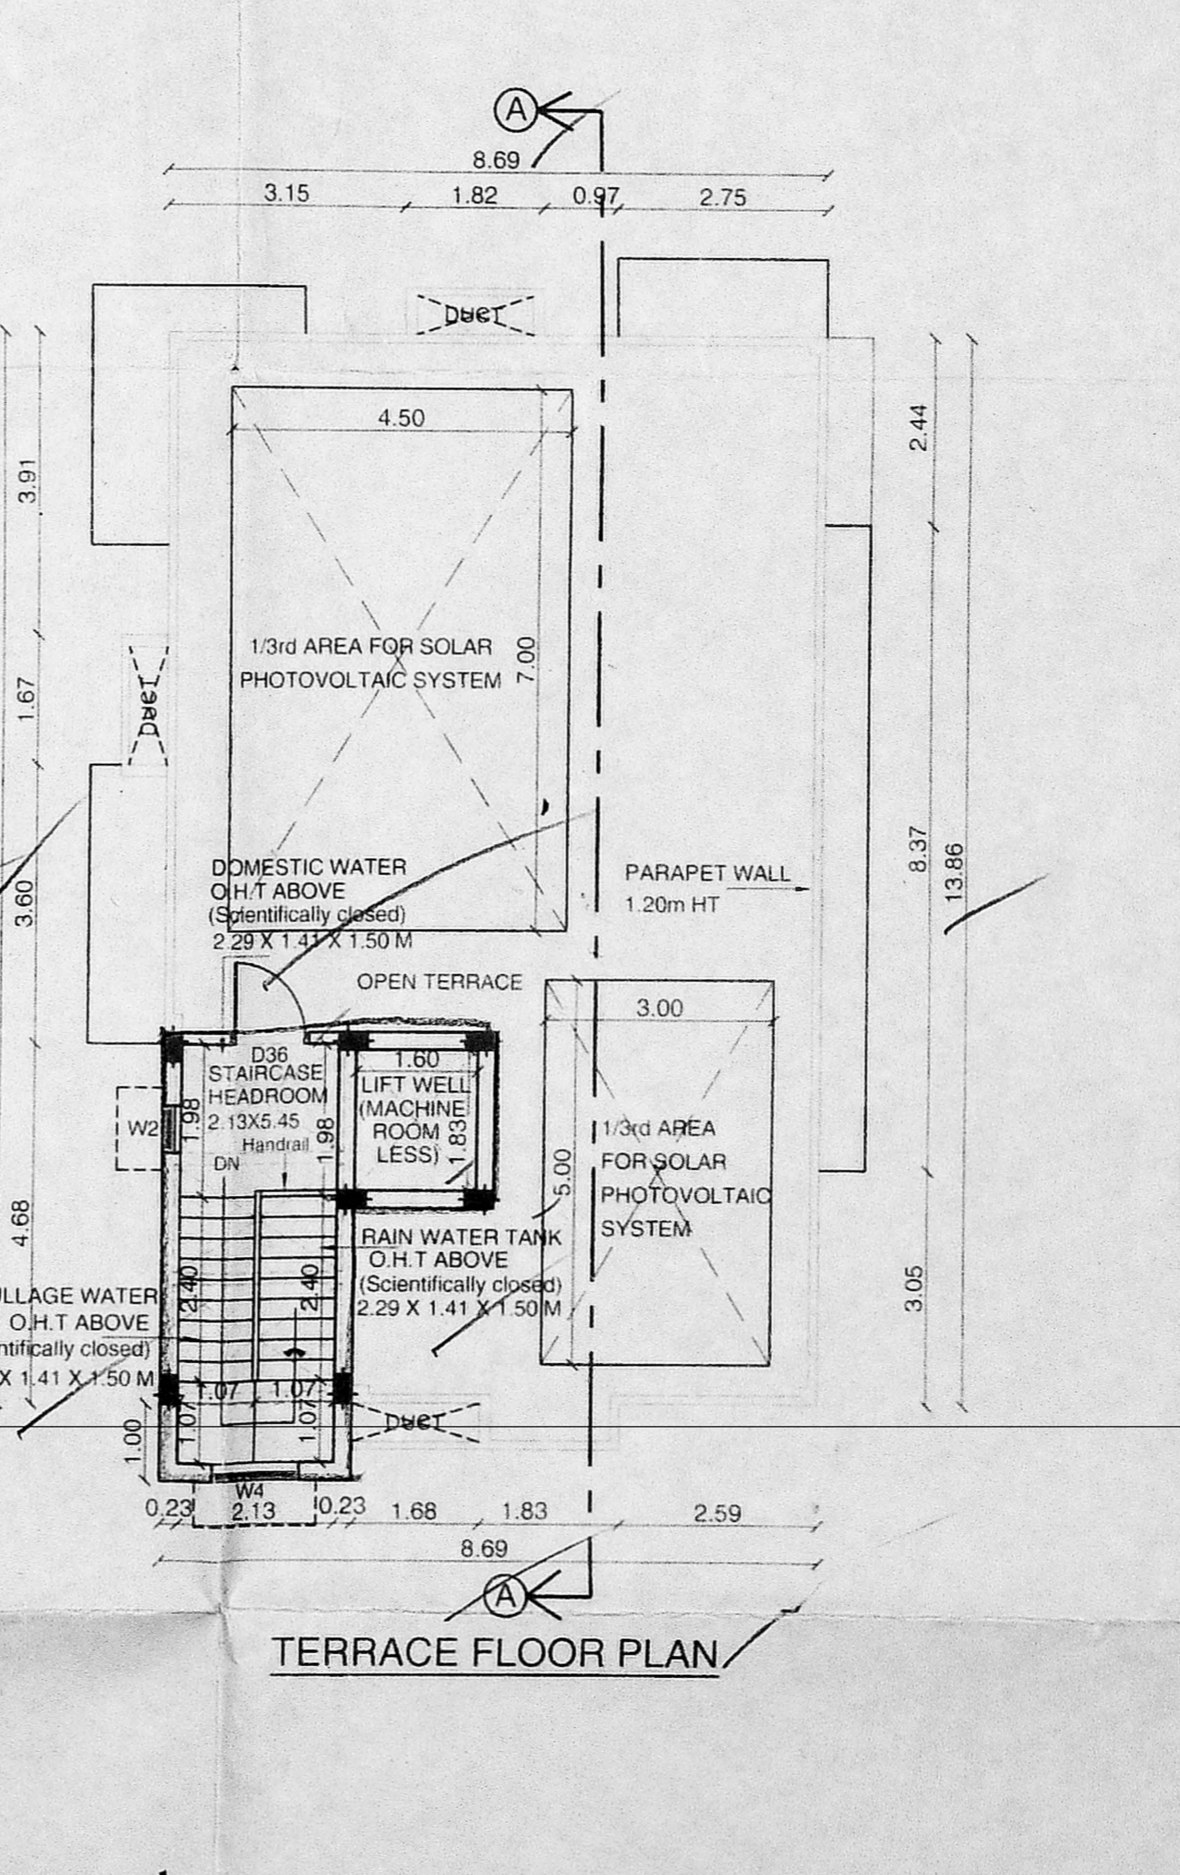 A
8.69
3.15 1.82 0.97 2.75
DUCT
4.50
2.44
3.91
1/3rd AREA FOR SOLAR
PHOTOVOLTAIC SYSTEM
7.00
DUCT
1.67
DOMESTIC WATER
O.H.T ABOVE
(Scientifically closed)
2.29 X 1.41 X 1.50 M
PARAPET WALL
1.20m HT
8.37
13.86
3.60
OPEN TERRACE
3.00
D36
STAIRCASE
HEADROOM
2.13X5.45
Handrail
DN
1.98
1.98
W2
1.60
LIFT WELL
(MACHINE
ROOM
LESS)
1.83
1/3rd AREA
FOR SOLAR
PHOTOVOLTAIC
SYSTEM
5.00
4.68
RAIN WATER TANK
O.H.T ABOVE
(Scientifically closed)
2.29 X 1.41 X 1.50 M
WATER
O.H.T ABOVE
closed)
X 1.41 X 1.50 M
2.40
2.40
3.05
1.07 1.07
1.07
1.07
1.00
DUCT
W4
0.23 2.13 0.23 1.68 1.83 2.59
8.69
A
TERRACE FLOOR PLAN